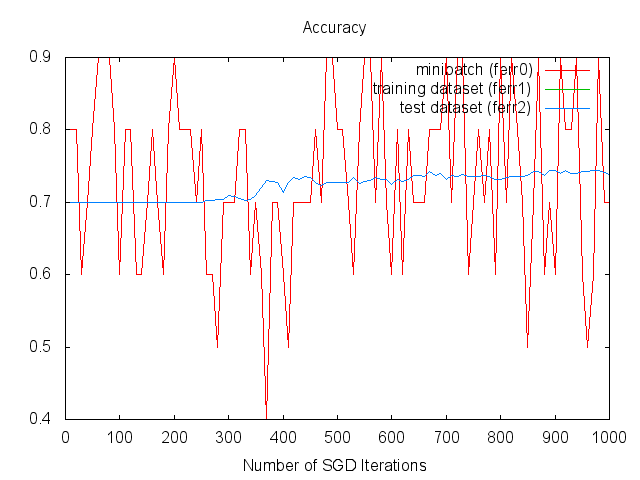 Accuracy
0.9
minibatch (ferr0)
training dataset (ferr1)
test dataset (ferr2)
0.8
0.7
0.6
0.5
0.4
0 100 200 300 400 500 600 700 800 900 1000
Number of SGD Iterations